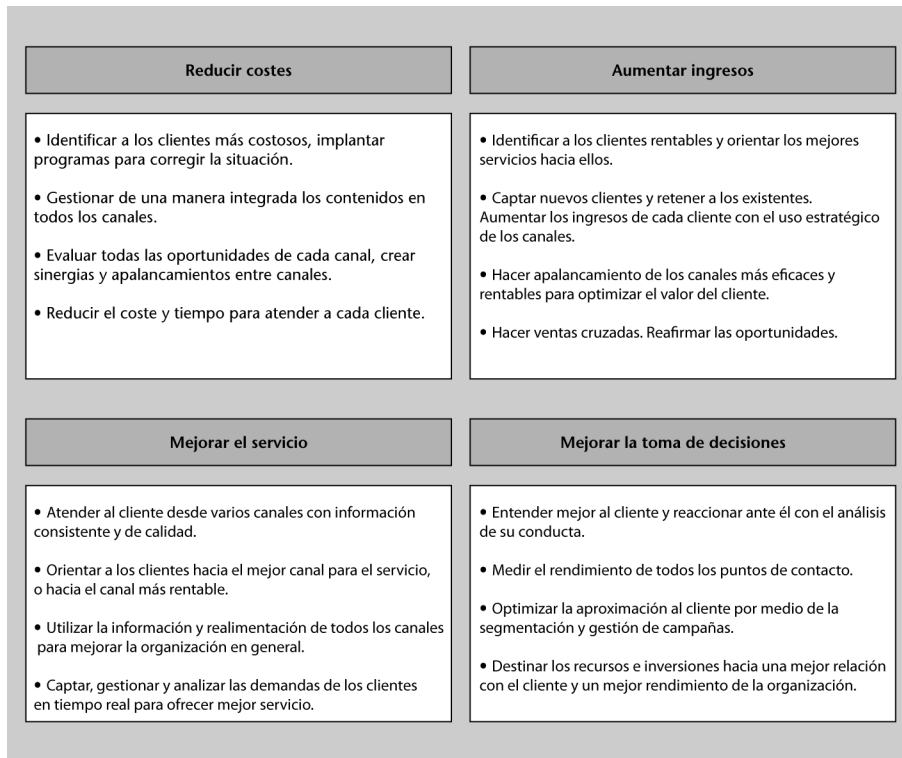 Reducir costes
• Identificar a los clientes más costosos, implantar
programas para corregir la situación.
• Gestionar de una manera integrada los contenidos en
todos los canales.
• Evaluar todas las oportunidades de cada canal, crear
sinergias y apalancamientos entre canales.
• Reducir el coste y tiempo para atender a cada cliente.
Aumentar ingresos
• Identificar a los clientes rentables y orientar los mejores
servicios hacia ellos.
• Captar nuevos clientes y retener a los existentes.
Aumentar los ingresos de cada cliente con el uso estratégico
de los canales.
• Hacer apalancamiento de los canales más eficaces y
rentables para optimizar el valor del cliente.
• Hacer ventas cruzadas. Reafirmar las oportunidades.
Mejorar el servicio
• Atender al cliente desde varios canales con información
consistente y de calidad.
• Orientar a los clientes hacia el mejor canal para el servicio,
o hacia el canal más rentable.
• Utilizar la información y realimentación de todos los canales
para mejorar la organización en general.
• Captar, gestionar y analizar las demandas de los clientes
en tiempo real para ofrecer mejor servicio.
Mejorar la toma de decisiones
• Entender mejor al cliente y reaccionar ante él con el análisis
de su conducta.
• Medir el rendimiento de todos los puntos de contacto.
• Optimizar la aproximación al cliente por medio de la
segmentación y gestión de campañas.
• Destinar los recursos e inversiones hacia una mejor relación
con el cliente y un mejor rendimiento de la organización.